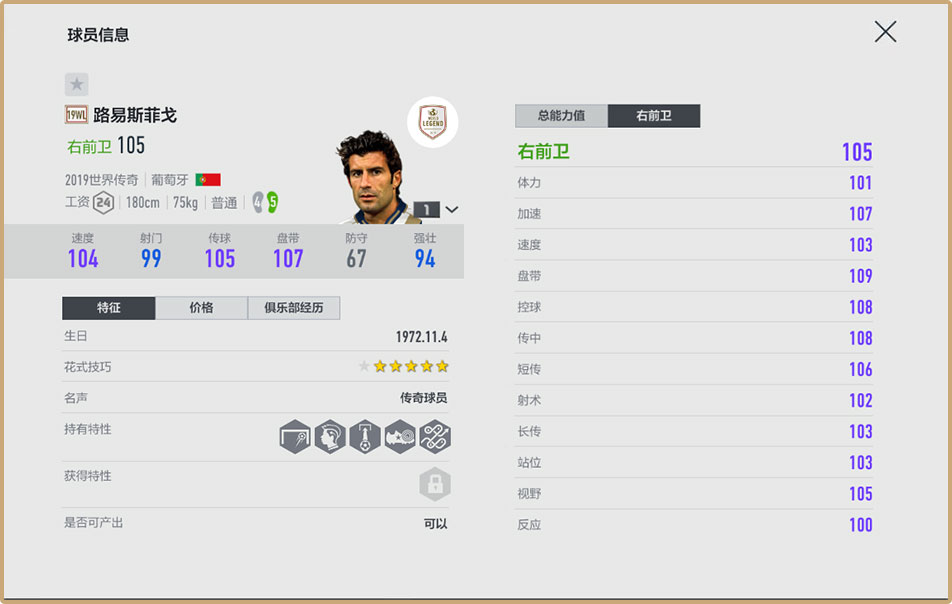 球员信息
19WL 路易斯菲戈
WORLD
LEGEND
右前卫 105
2019世界传奇 葡萄牙
工资 24 180cm 75kg 普通 4 5
1
速度 射门 传球 盘带 防守 强壮
104 99 105 107 67 94
特征 价格 俱乐部经历
生日 1972.11.4
花式技巧
名声 传奇球员
持有特性
获得特性
是否可产出 可以
总能力值 右前卫
右前卫 105
体力 101
加速 107
速度 103
盘带 109
控球 108
传中 108
短传 106
射术 102
长传 103
站位 103
视野 105
反应 100